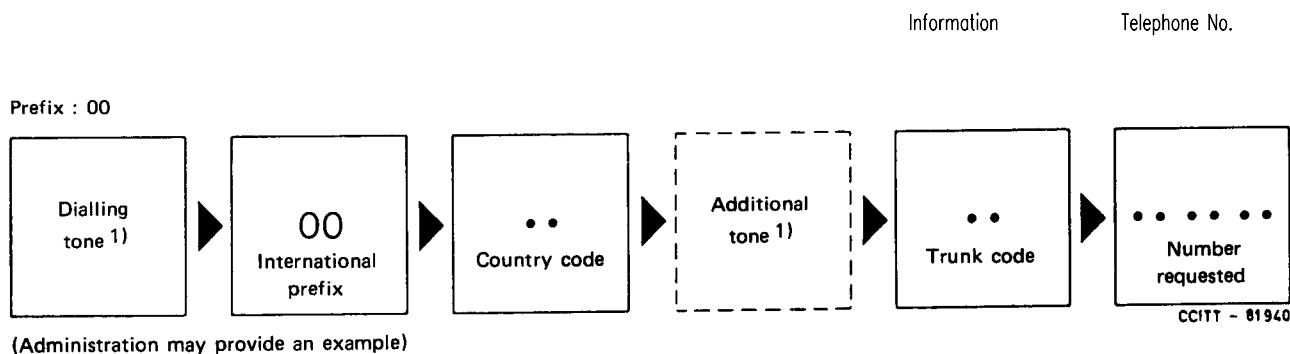 Information Telephone No.
Prefix : 00
Dialling
tone 1)
00
International
prefix
• •
Country code
Additional
tone 1)
• •
Trunk code
• • • • • •
Number
requested
CCITT - 81940
(Administration may provide an example)